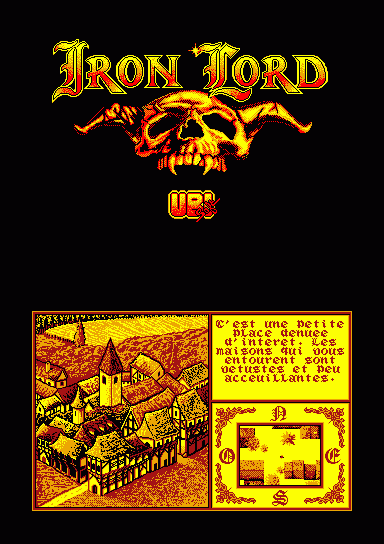 IRON LORD
UBI
C'est une petite
place denuee
d'interet. Les
maisons qui vous
entourent sont
vetustes et peu
acceuillantes.
N
O E
S